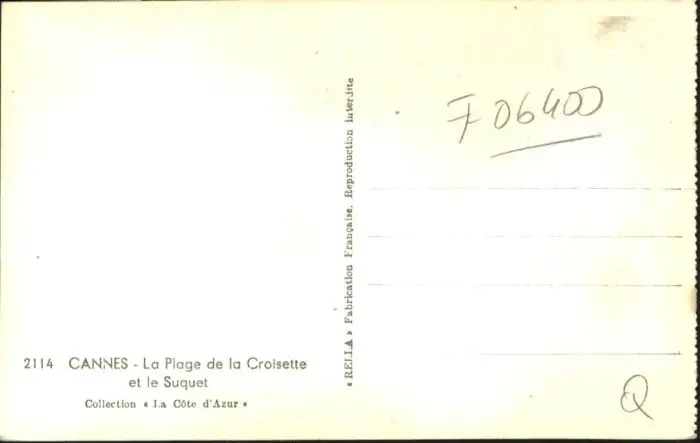 F 06400
2114 CANNES - La Plage de la Croisette
et le Suquet
Collection « La Côte d'Azur »
« RELLA » Fabrication Française. Reproduction interdite
Q